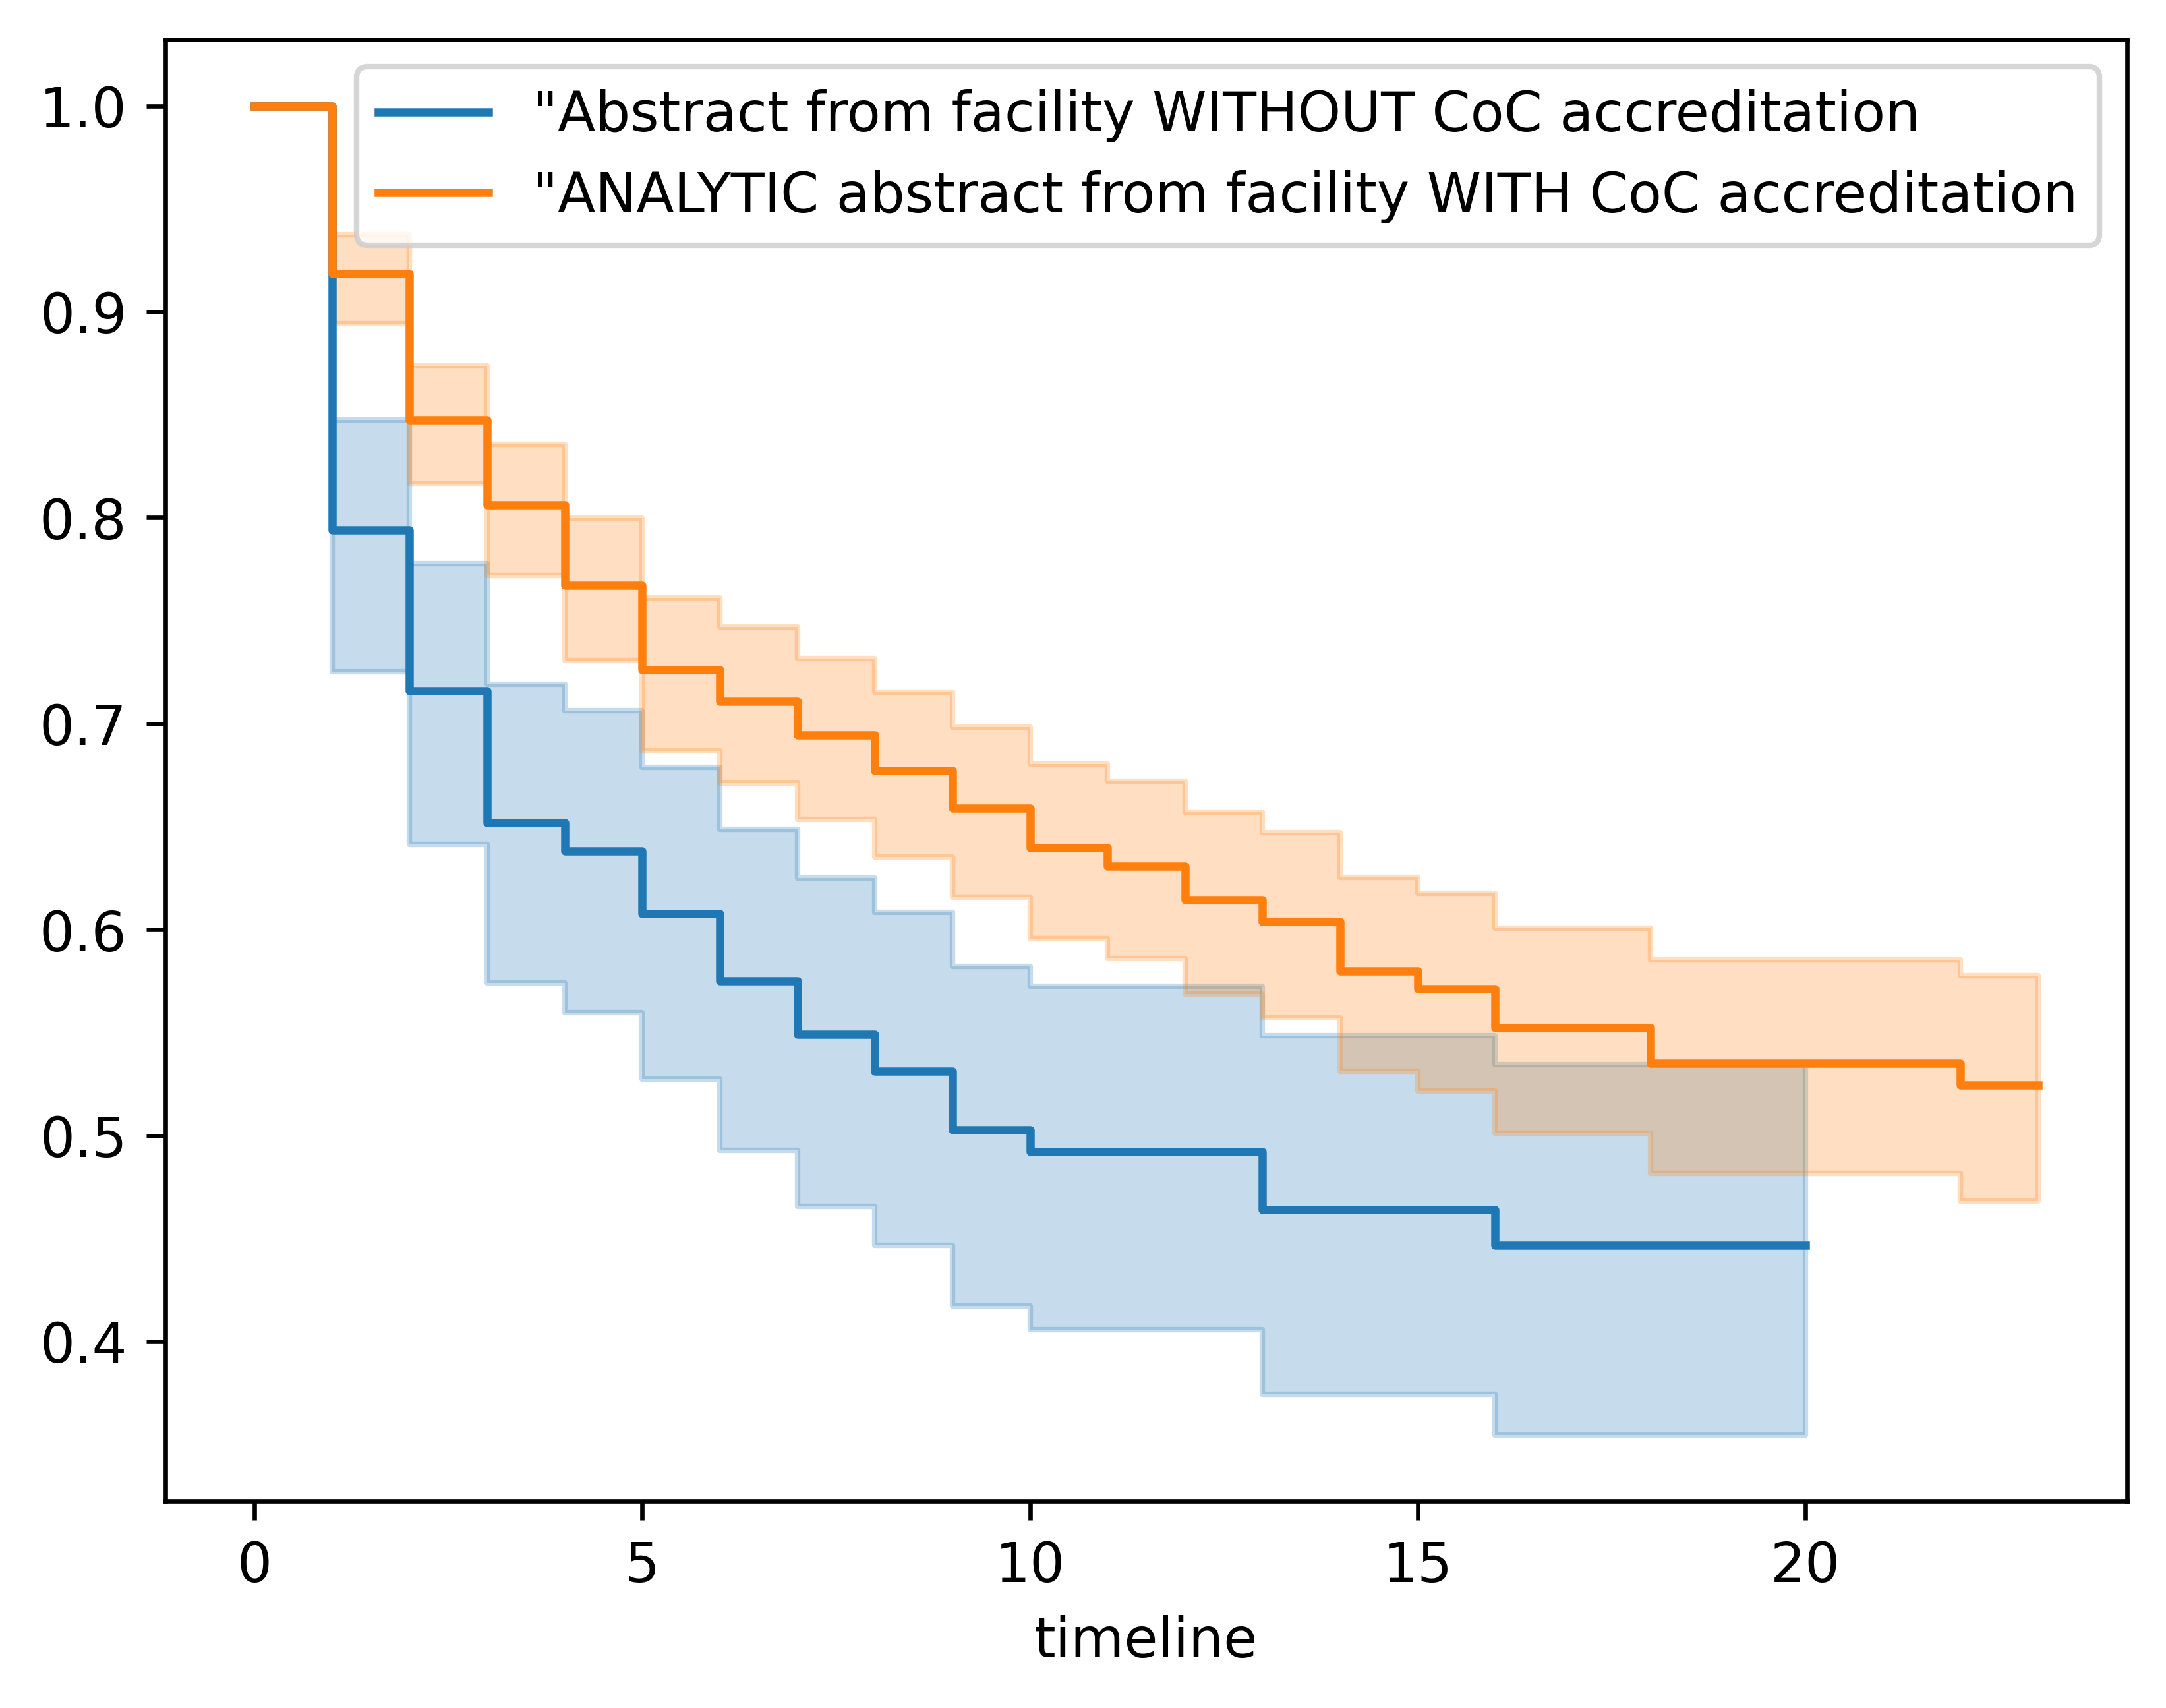 "Abstract from facility WITHOUT CoC accreditation
"ANALYTIC abstract from facility WITH CoC accreditation
1.0
0.9
0.8
0.7
0.6
0.5
0.4
0 5 10 15 20
timeline